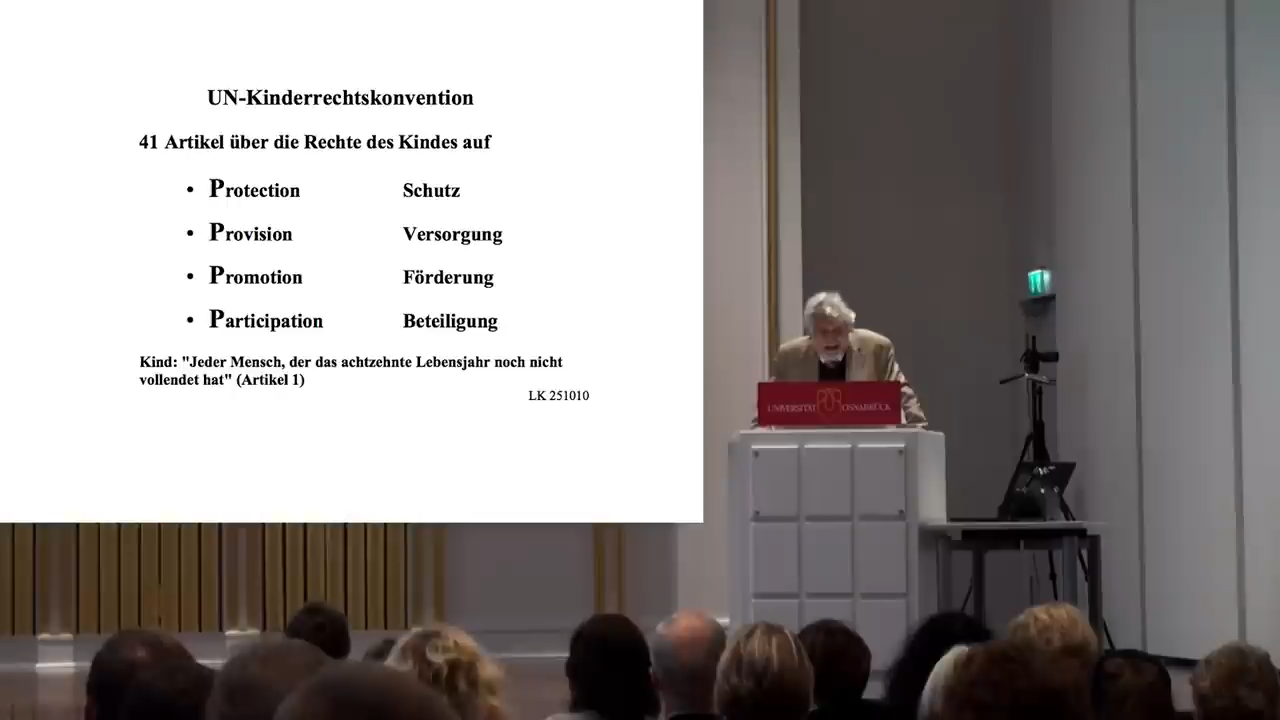 UN-Kinderrechtskonvention
41 Artikel über die Rechte des Kindes auf
• Protection Schutz
• Provision Versorgung
• Promotion Förderung
• Participation Beteiligung
Kind: "Jeder Mensch, der das achtzehnte Lebensjahr noch nicht
vollendet hat" (Artikel 1)
LK 251010
UNIVERSITÄT OSNABRÜCK